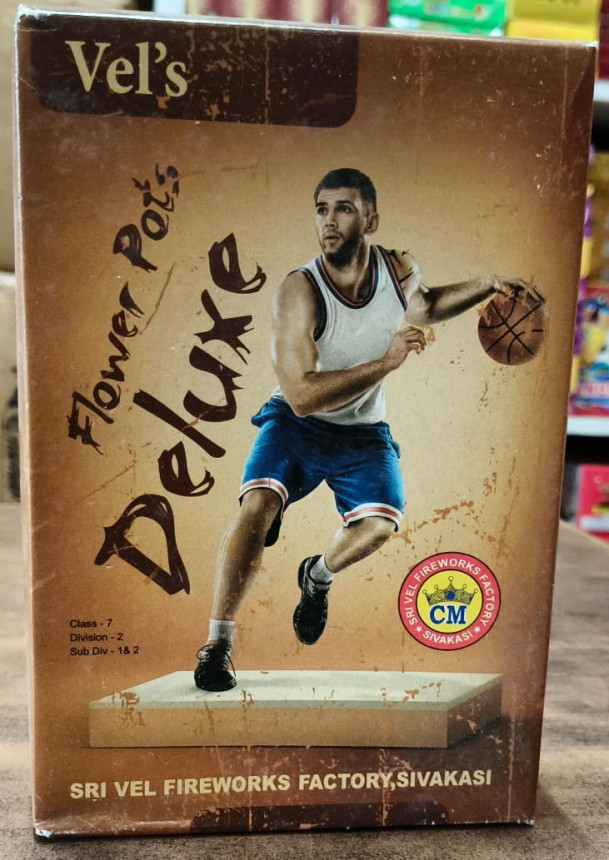 Vel's
Flower Pots
Deluxe
Class - 7
Division - 2
Sub Div - 1& 2
SRI VEL FIREWORKS FACTORY
CM
★ SIVAKASI ★
SRI VEL FIREWORKS FACTORY,SIVAKASI